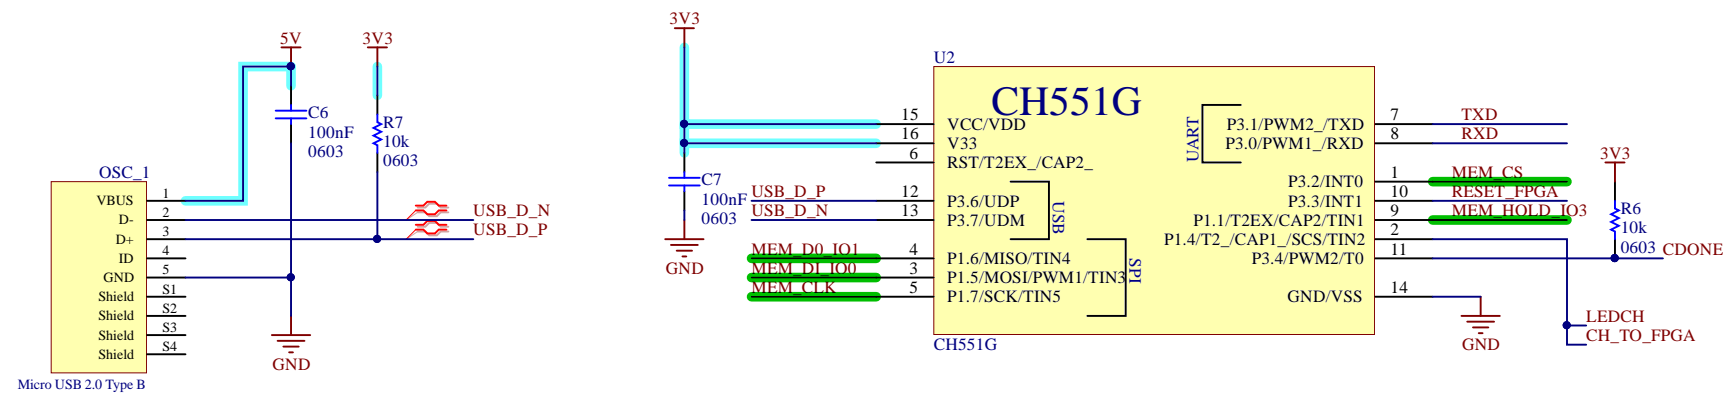 5V
3V3
C6
100nF
0603
R7
10k
0603
OSC_1
VBUS 1
D- 2
D+ 3
ID 4
GND 5
Shield S1
Shield S2
Shield S3
Shield S4
Micro USB 2.0 Type B
USB_D_N
USB_D_P
GND
3V3
C7
100nF
0603
GND
USB_D_P
USB_D_N
MEM_D0_IO1
MEM_DI_IO0
MEM_CLK
U2
CH551G
15 VCC/VDD
16 V33
6 RST/T2EX_/CAP2_
12 P3.6/UDP
13 P3.7/UDM
USB
4 P1.6/MISO/TIN4
3 P1.5/MOSI/PWM1/TIN3
5 P1.7/SCK/TIN5
SPI
UART
P3.1/PWM2_/TXD 7 TXD
P3.0/PWM1_/RXD 8 RXD
P3.2/INT0 1 MEM_CS
P3.3/INT1 10 RESET_FPGA
P1.1/T2EX/CAP2/TIN1 9 MEM_HOLD_IO3
P1.4/T2_/CAP1_/SCS/TIN2 2
P3.4/PWM2/T0 11
GND/VSS 14
CH551G
GND
3V3
R6
10k
0603
CDONE
LEDCH
CH_TO_FPGA